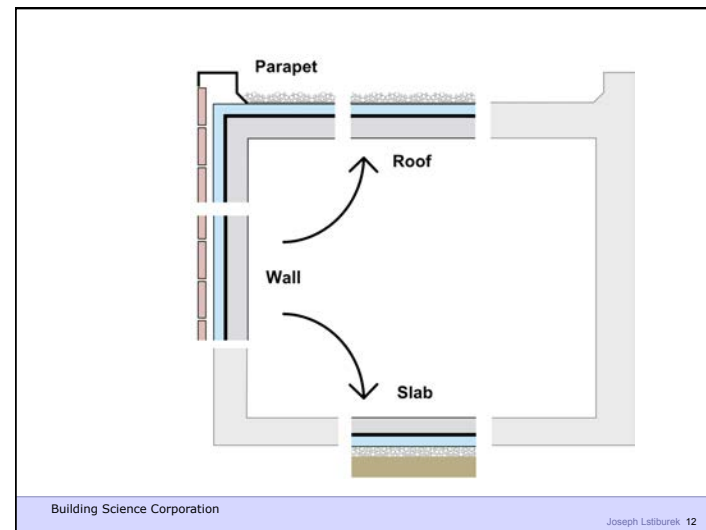 Parapet
Roof
Wall
Slab
Building Science Corporation
Joseph Lstiburek 12